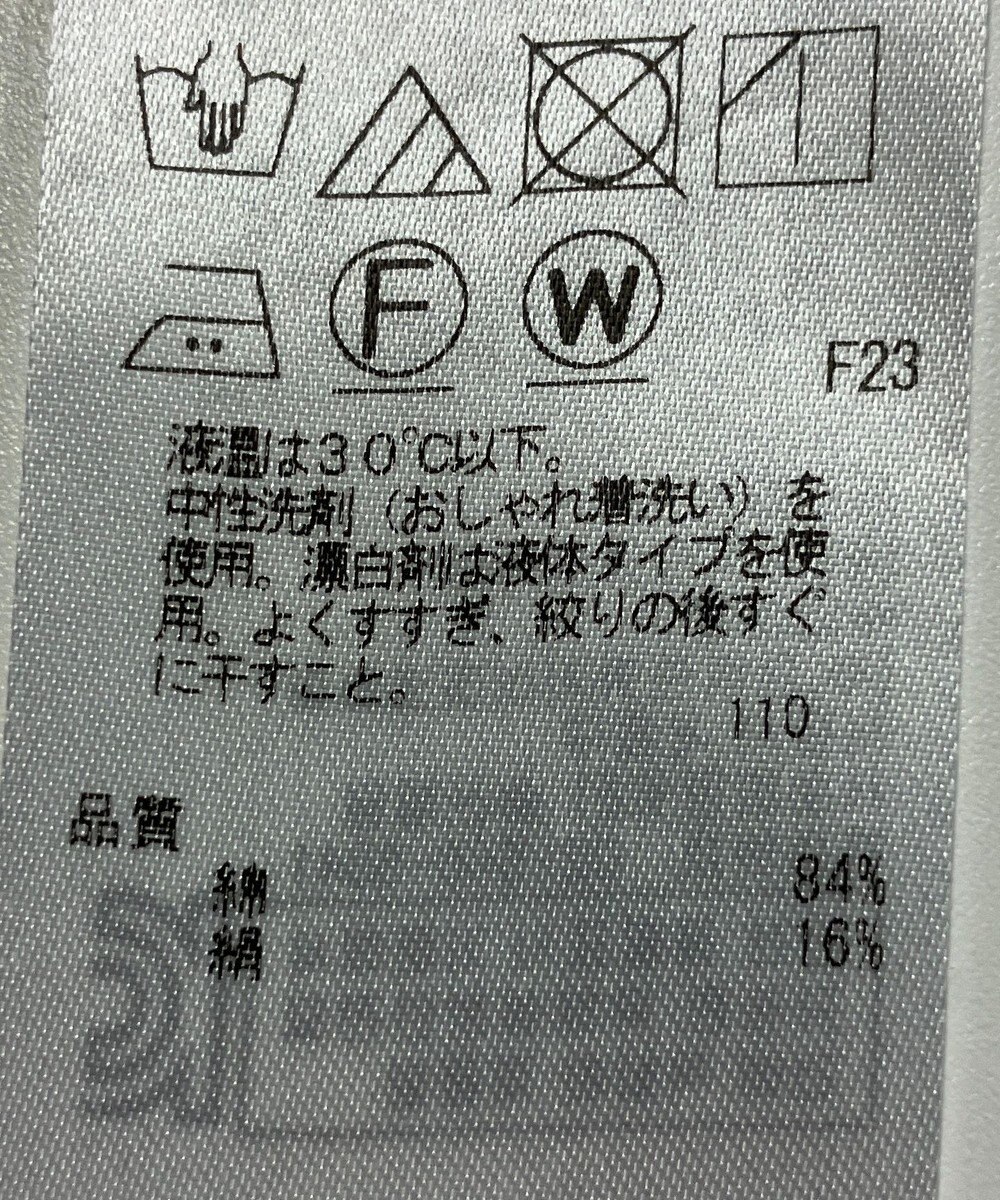 F
W
F23
液温は30℃以下。
中性洗剤（おしゃれ着洗い）を
使用。漂白剤は液体タイプを使
用。よくすすぎ、絞りの後すぐ
に干すこと。
110
品質
綿 84%
絹 16%